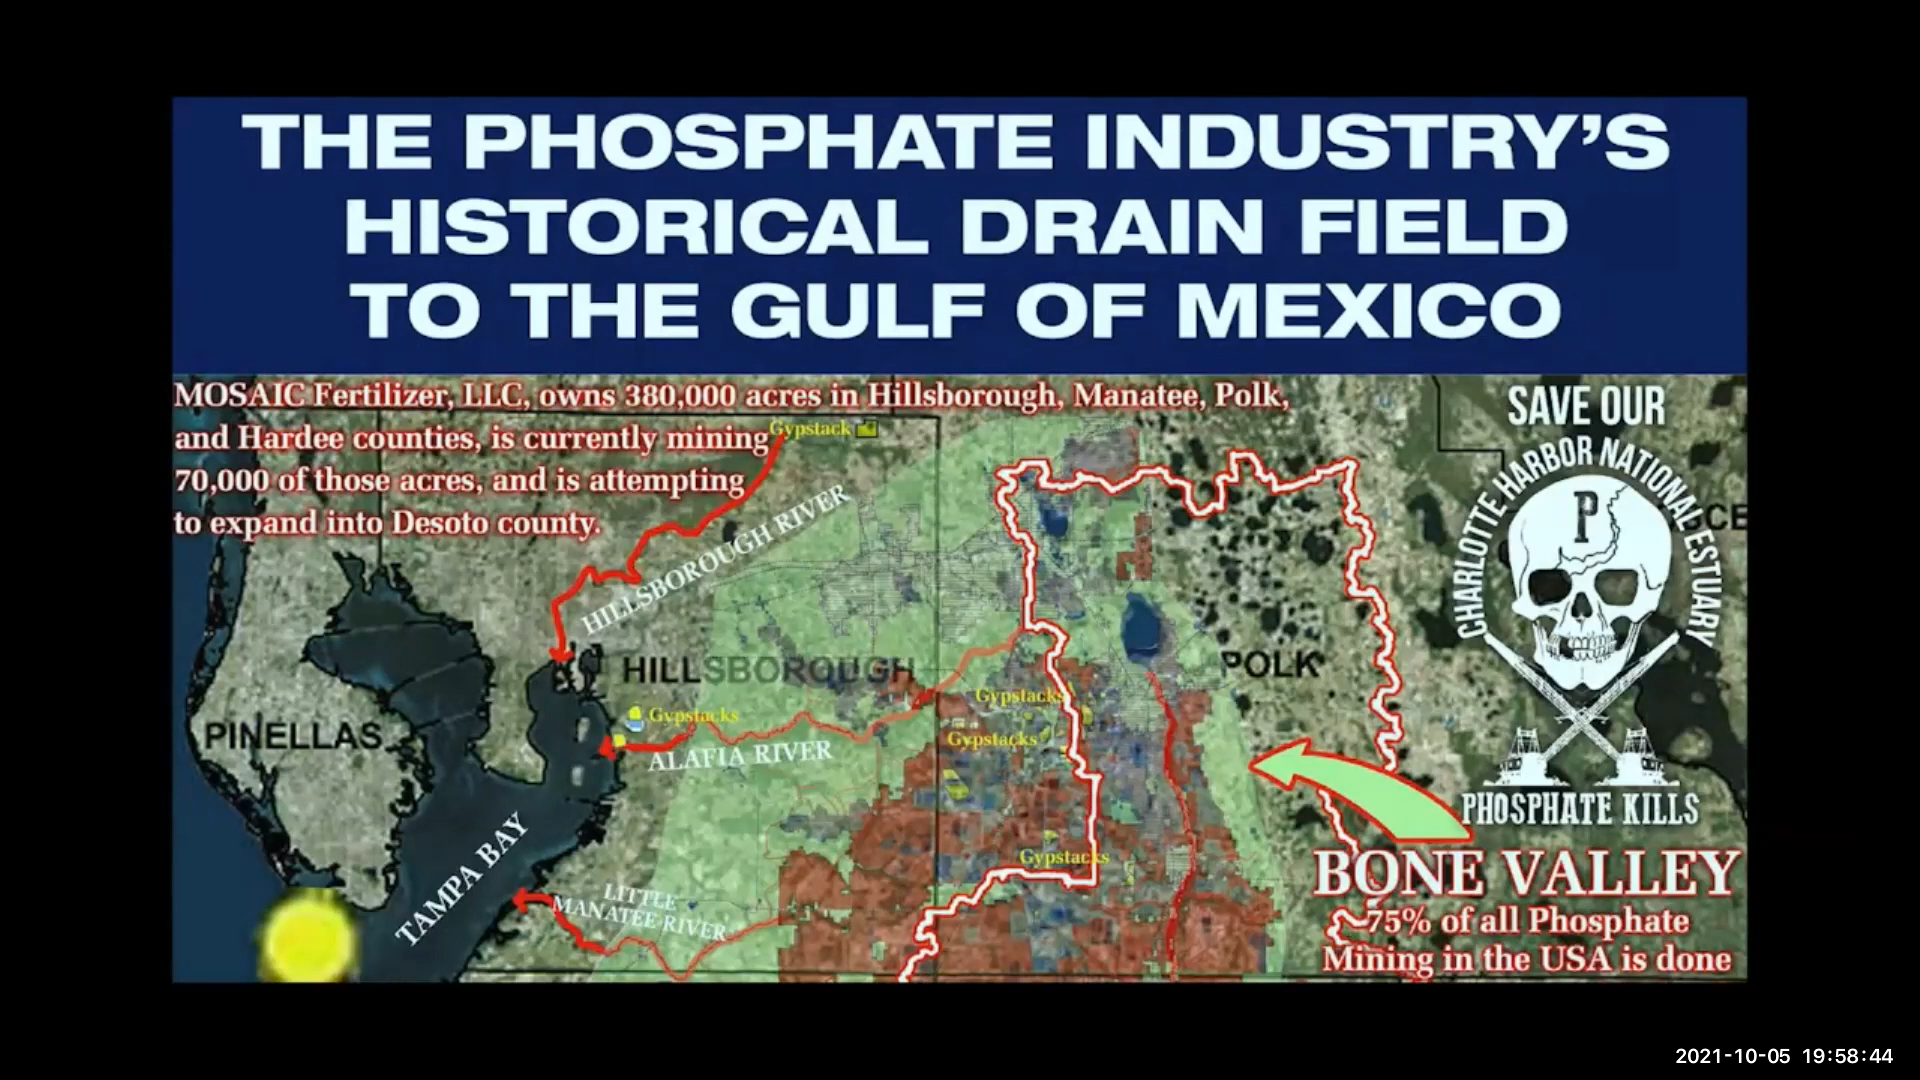 THE PHOSPHATE INDUSTRY'S
HISTORICAL DRAIN FIELD
TO THE GULF OF MEXICO
MOSAIC Fertilizer, LLC, owns 380,000 acres in Hillsborough, Manatee, Polk,
and Hardee counties, is currently mining
70,000 of those acres, and is attempting
to expand into Desoto county.
Gypstack
HILLSBOROUGH RIVER
HILLSBOROUGH
POLK
PINELLAS
Gypstacks
ALAFIA RIVER
Gypstacks
Gypstacks
Gypstacks
TAMPA BAY
LITTLE
MANATEE RIVER
SAVE OUR
CHARLOTTE HARBOR NATIONAL ESTUARY
P
PHOSPHATE KILLS
BONE VALLEY
75% of all Phosphate
Mining in the USA is done
2021-10-05 19:58:44